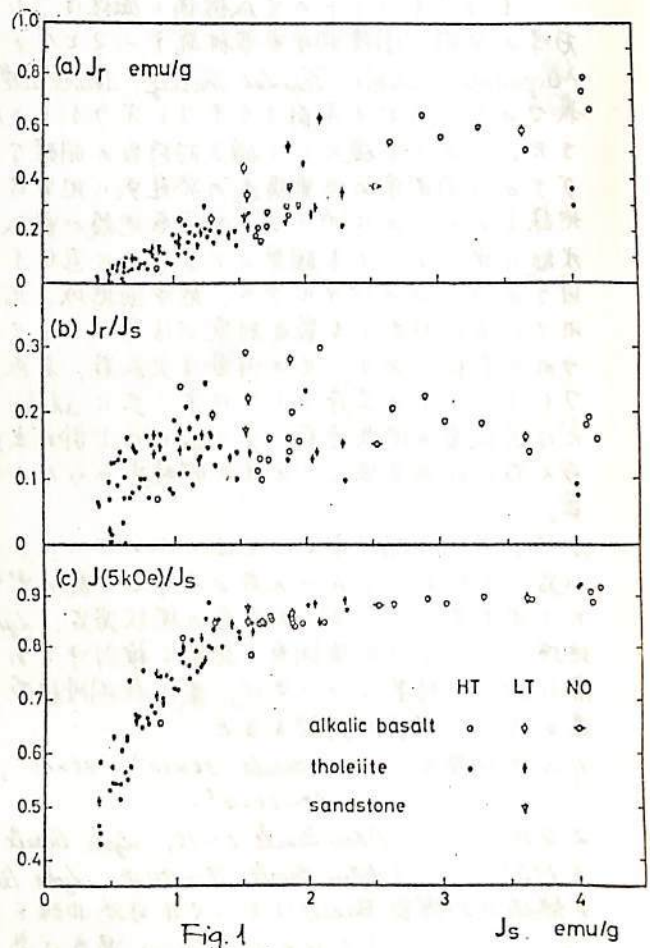 (a) Jr emu/g
1.0
0.8
0.6
0.4
0.2
0
(b) Jr/Js
0.3
0.2
0.1
0
(c) J(5kOe)/Js
0.9
0.8
0.7
0.6
0.5
0.4
HT LT NO
alkalic basalt
tholeiite
sandstone
0 1 2 3 4
Fig. 1 Js emu/g